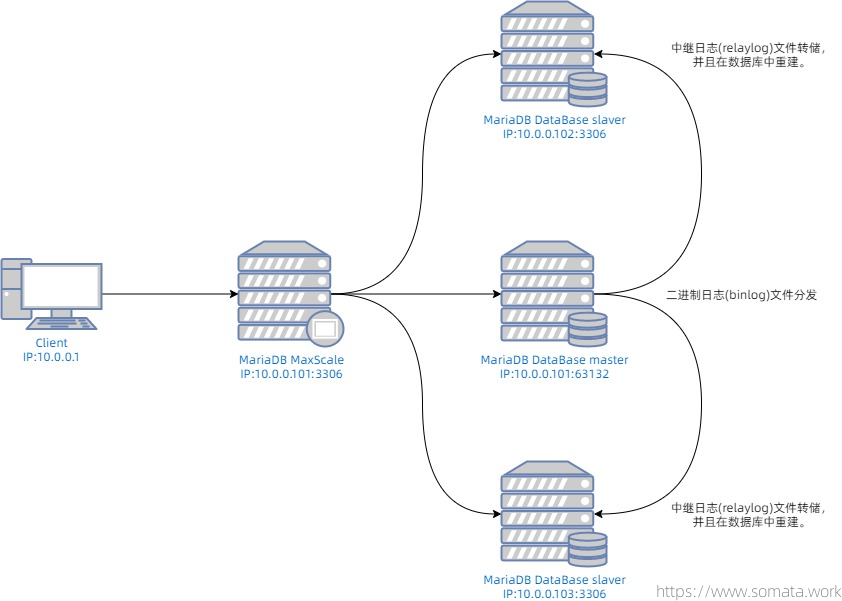 中继日志(relaylog)文件转储，
并且在数据库中重建。
MariaDB DataBase slaver
IP:10.0.0.102:3306
二进制日志(binlog)文件分发
Client
IP:10.0.0.1
MariaDB MaxScale
IP:10.0.0.101:3306
MariaDB DataBase master
IP:10.0.0.101:63132
中继日志(relaylog)文件转储，
并且在数据库中重建。
MariaDB DataBase slaver
IP:10.0.0.103:3306
https://www.somata.work